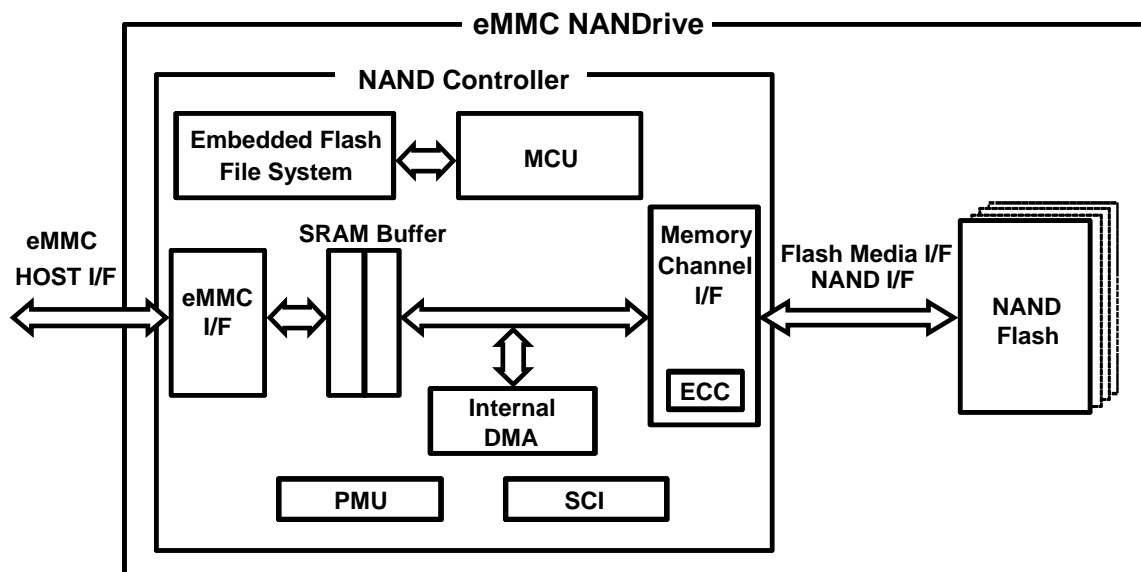 eMMC NANDrive
NAND Controller
Embedded Flash
File System
MCU
eMMC
HOST I/F
eMMC
I/F
SRAM Buffer
Memory
Channel
I/F
ECC
Flash Media I/F
NAND I/F
NAND
Flash
Internal
DMA
PMU
SCI